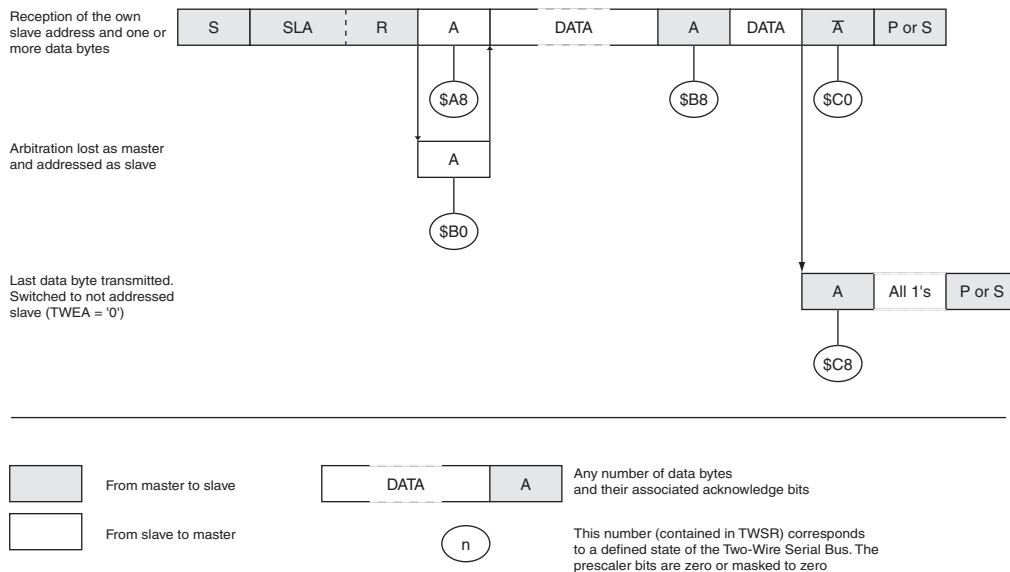 Reception of the own
slave address and one or
more data bytes
S SLA R A DATA A DATA A̅ P or S
$A8 $B8 $C0
Arbitration lost as master
and addressed as slave
A
$B0
Last data byte transmitted.
Switched to not addressed
slave (TWEA = '0')
A All 1's P or S
$C8
From master to slave
DATA A
Any number of data bytes
and their associated acknowledge bits
From slave to master
n
This number (contained in TWSR) corresponds
to a defined state of the Two-Wire Serial Bus. The
prescaler bits are zero or masked to zero